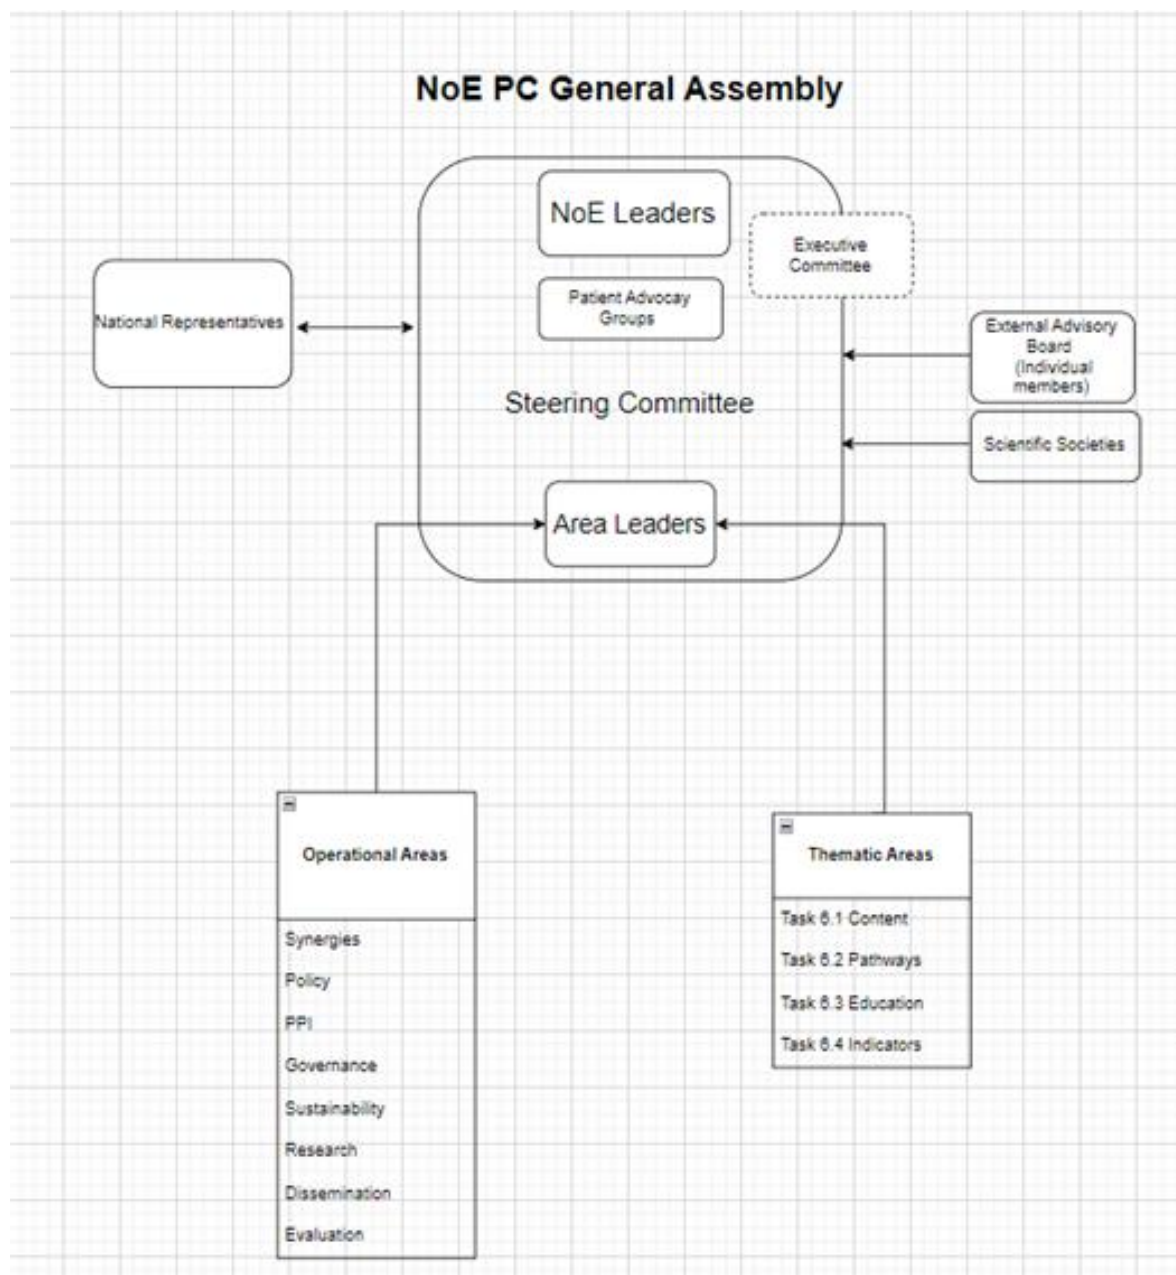 NoE PC General Assembly
NoE Leaders
Executive
Committee
Patient Advocay
Groups
National Representatives
External Advisory
Board
(Individual
members)
Steering Committee
Scientific Societies
Area Leaders
Operational Areas
Synergies
Policy
PPI
Governance
Sustainability
Research
Dissemination
Evaluation
Thematic Areas
Task 6.1 Content
Task 6.2 Pathways
Task 6.3 Education
Task 6.4 Indicators